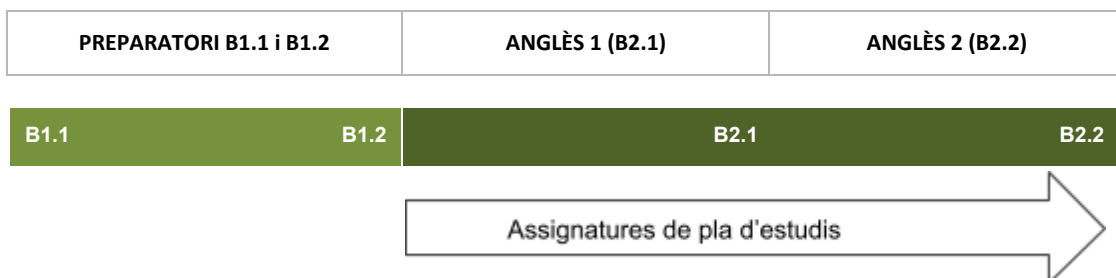 PREPARATORI B1.1 i B1.2 ANGLÈS 1 (B2.1) ANGLÈS 2 (B2.2)
B1.1 B1.2 B2.1 B2.2
Assignatures de pla d'estudis